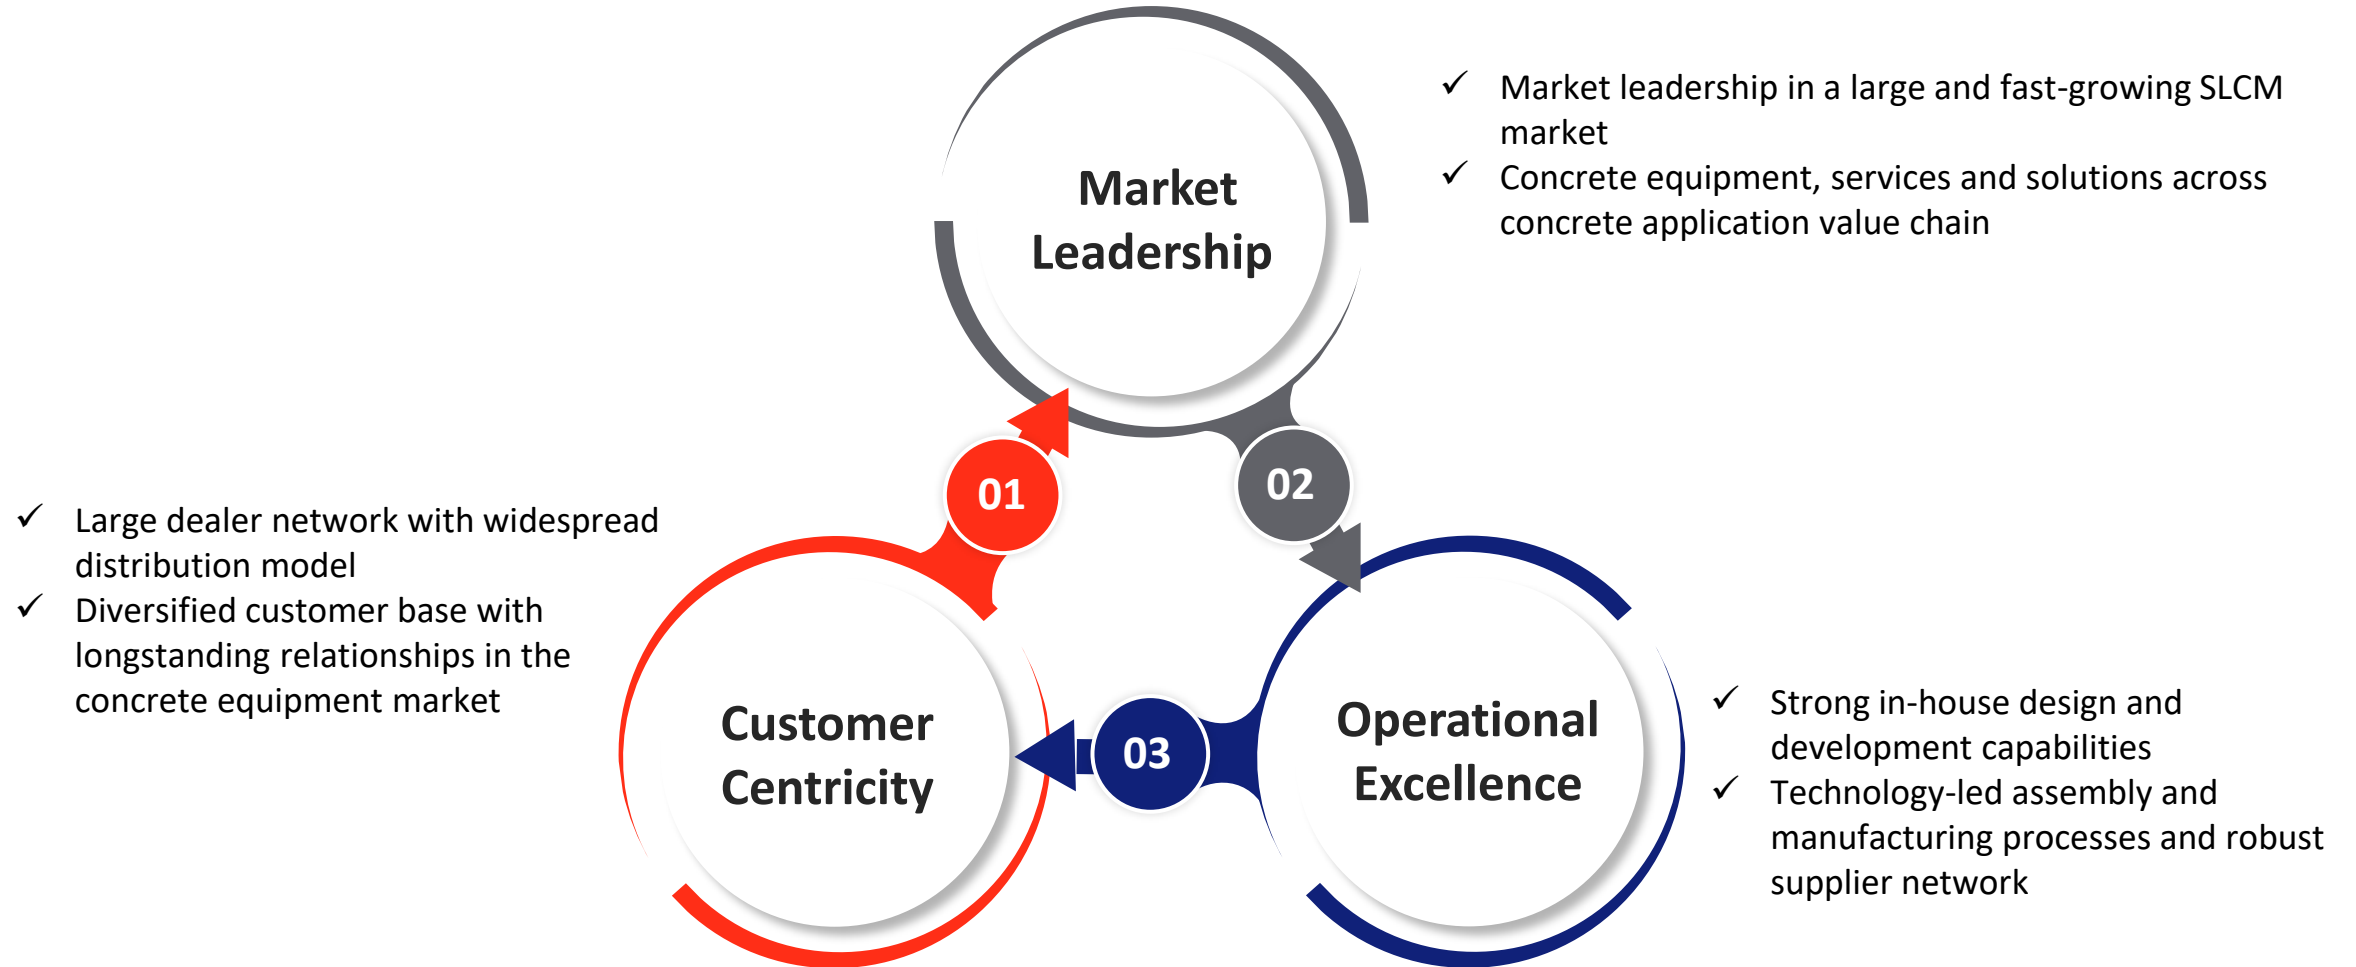 Market
Leadership
✓ Market leadership in a large and fast-growing SLCM
market
✓ Concrete equipment, services and solutions across
concrete application value chain
01
02
✓ Large dealer network with widespread
distribution model
✓ Diversified customer base with
longstanding relationships in the
concrete equipment market
Customer
Centricity
03
Operational
Excellence
✓ Strong in-house design and
development capabilities
✓ Technology-led assembly and
manufacturing processes and robust
supplier network